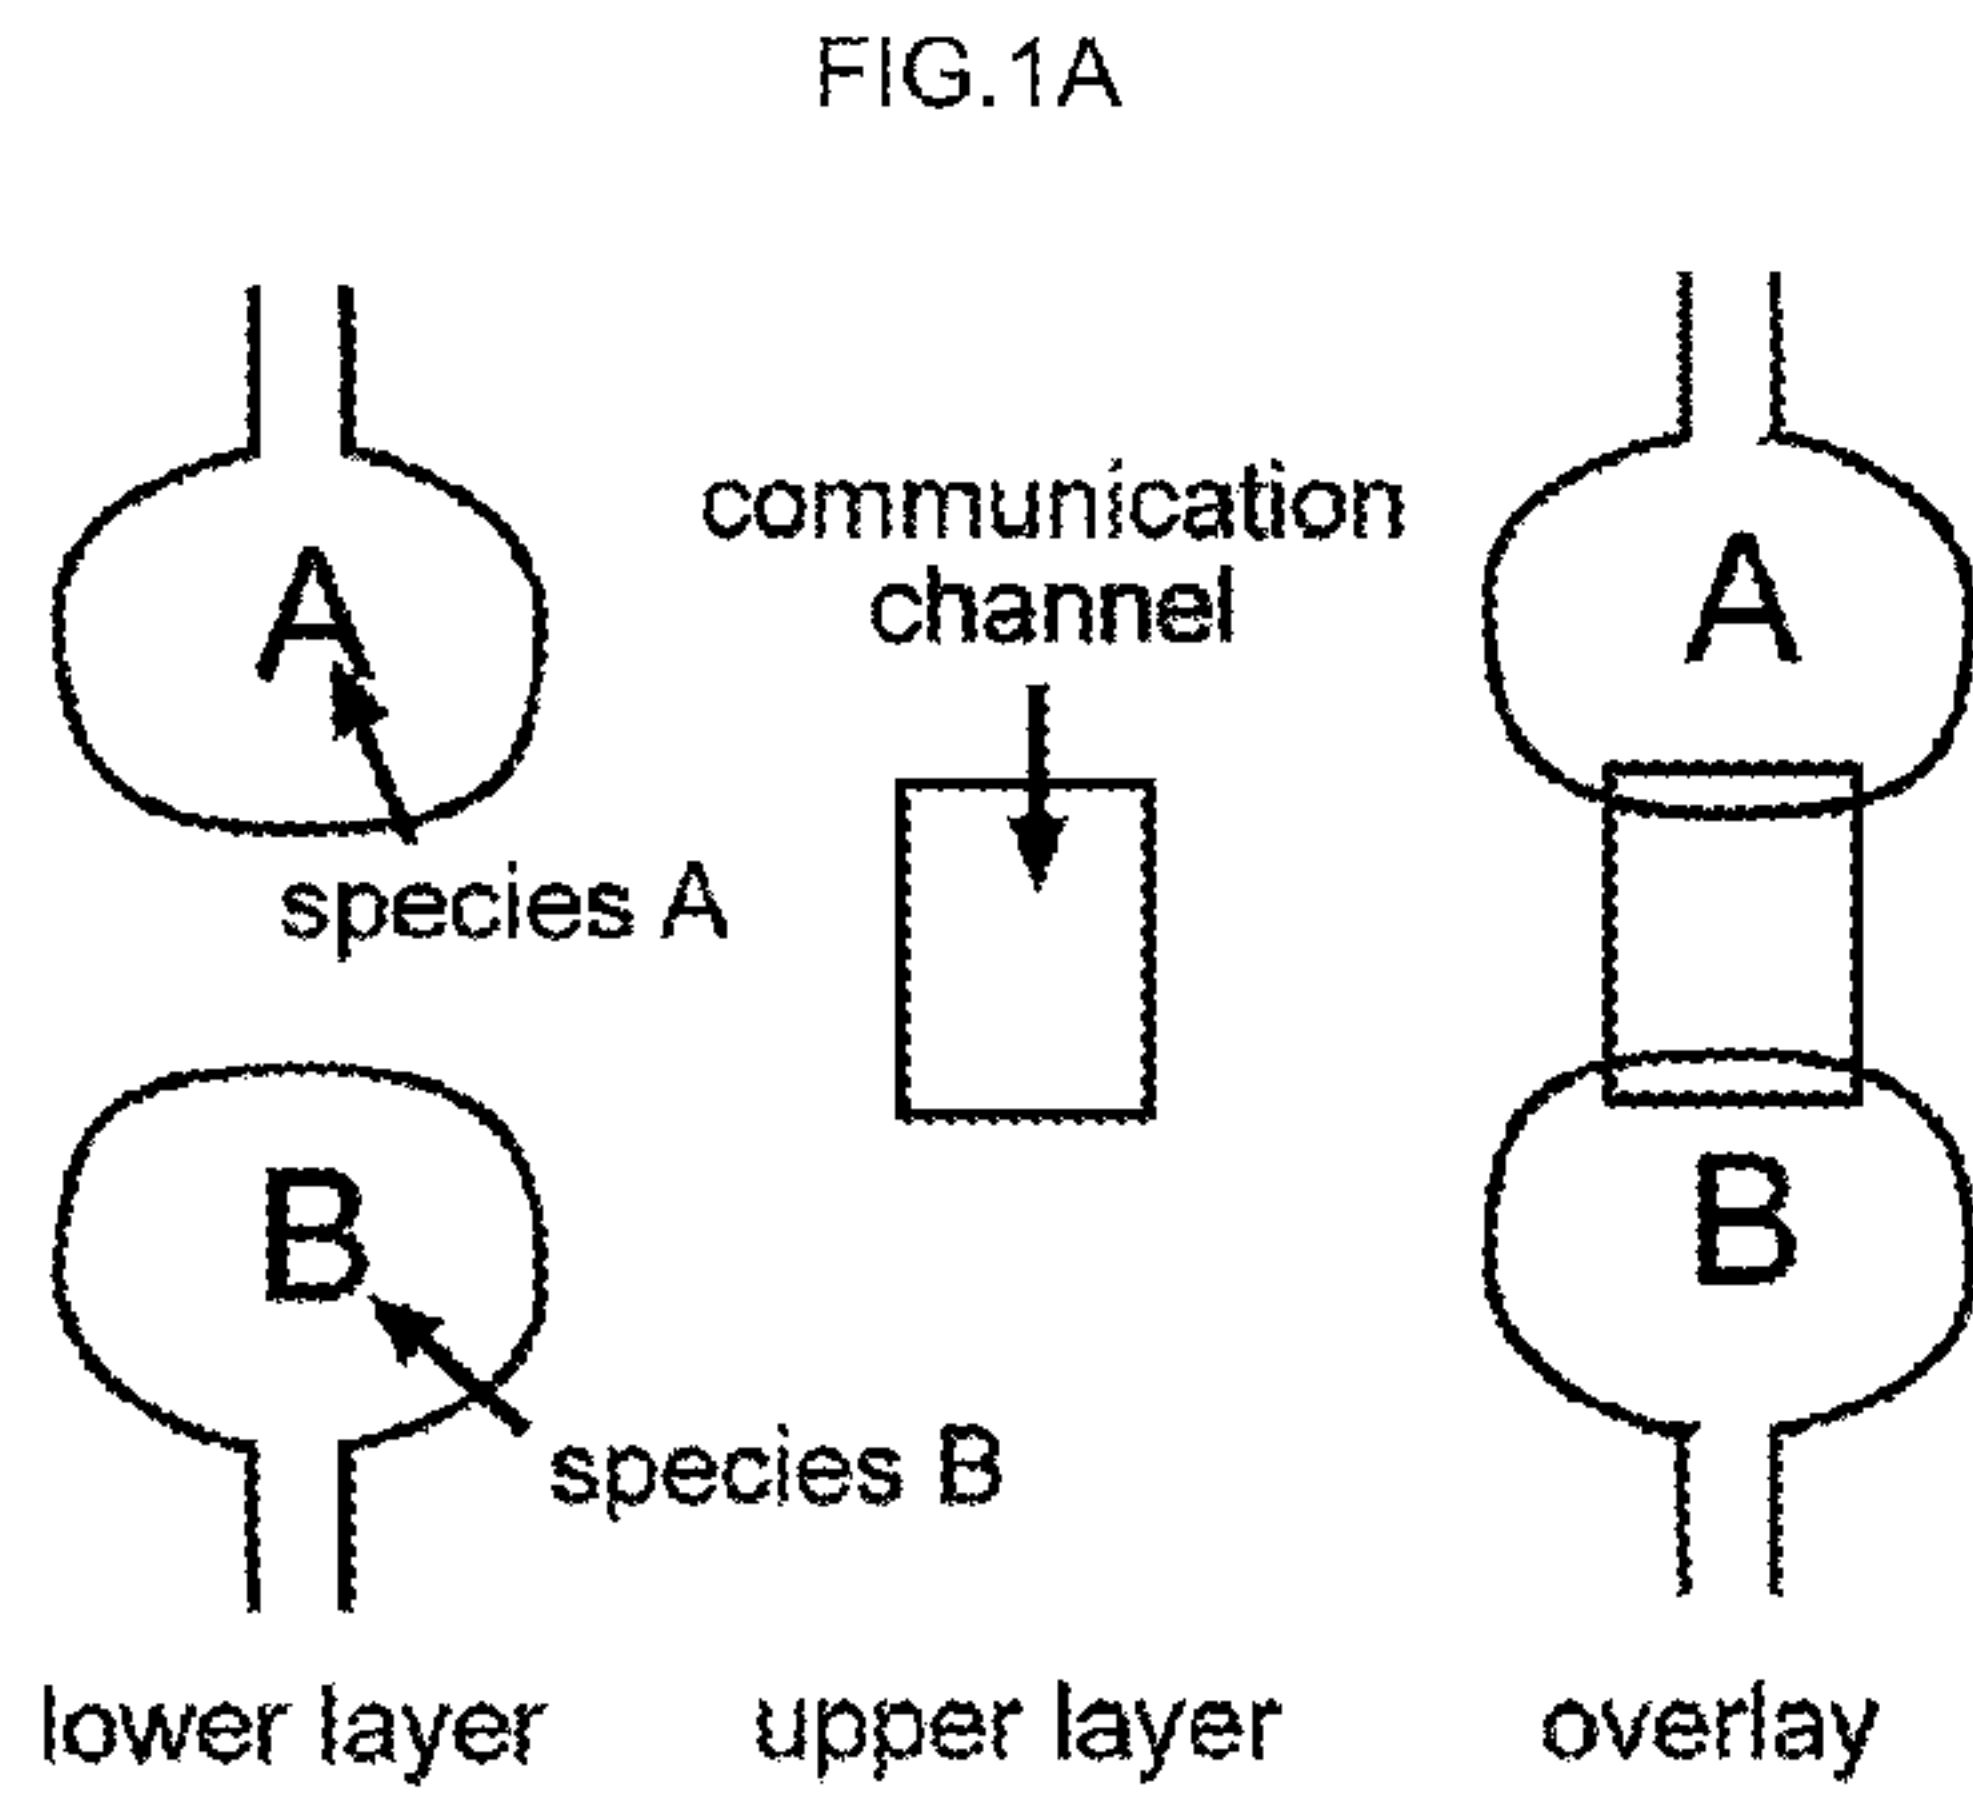 FIG.1A
communication
channel
A
A
species A
B
B
species B
lower layer
upper layer
overlay